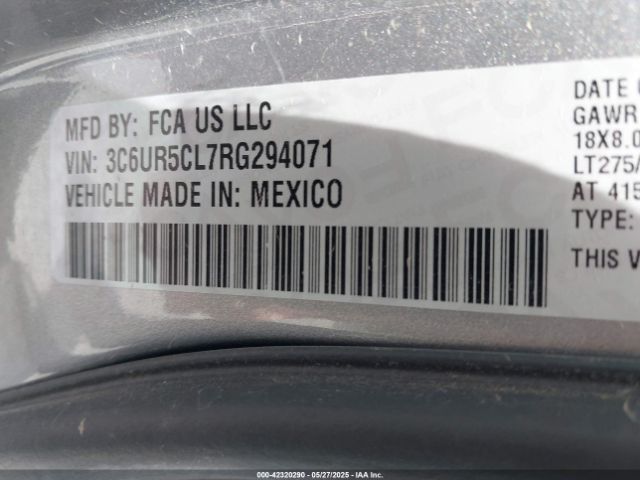 MFD BY: FCA US LLC
VIN: 3C6UR5CL7RG294071
VEHICLE MADE IN: MEXICO
DATE
GAWR
18X8.0
LT275/
AT 415
TYPE:
THIS V
00-42320290 — 05/27/2025 — IAA Inc.